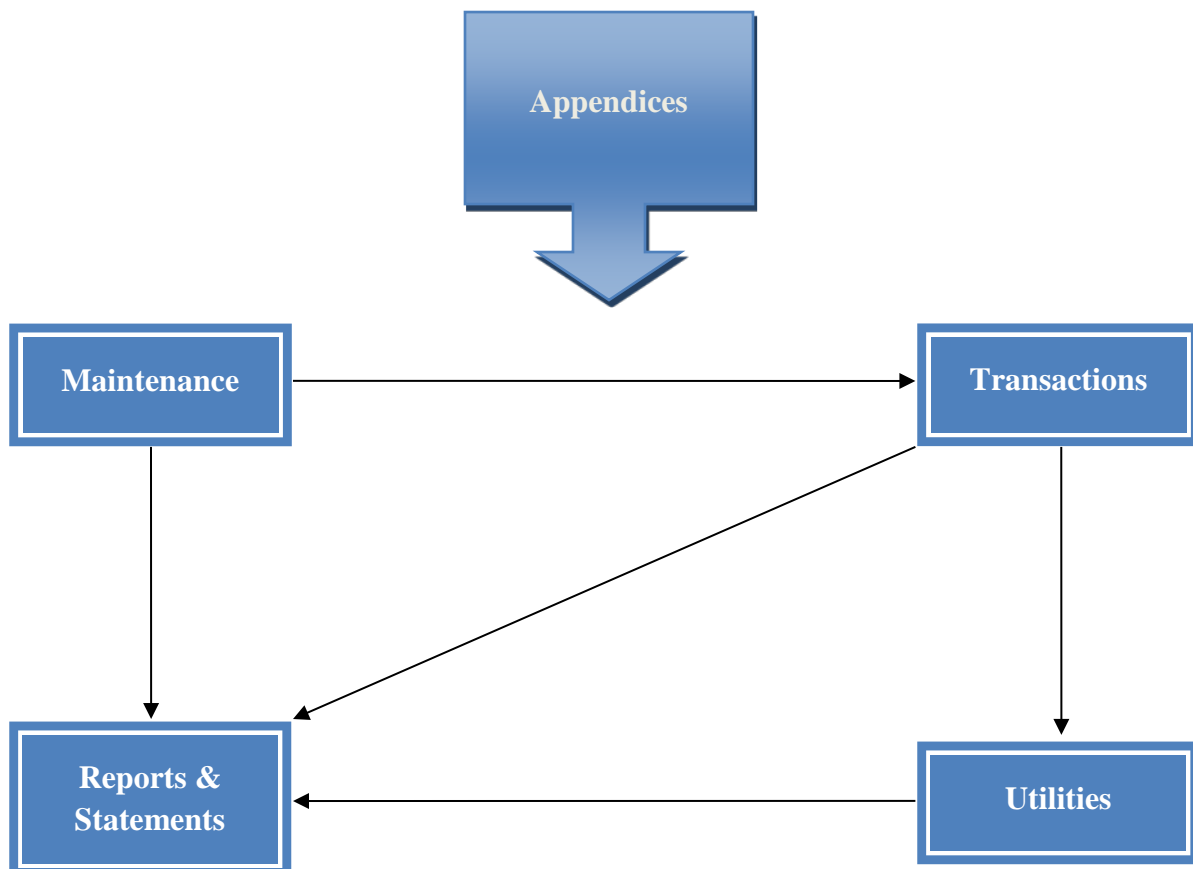 Appendices
Maintenance
Transactions
Reports &
Statements
Utilities